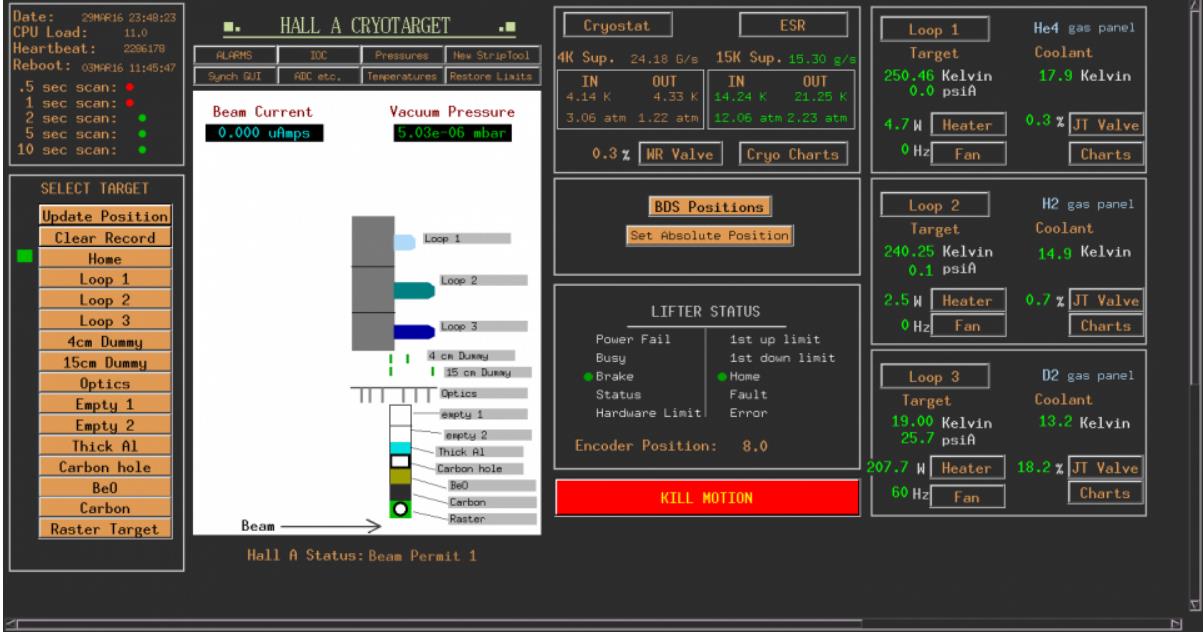 Date: 29MAR16 23:48:23
CPU Load: 11.0
Heartbeat: 2286178
Reboot: 03MAR16 11:45:47
.5 sec scan:
1 sec scan:
2 sec scan:
5 sec scan:
10 sec scan:
SELECT TARGET
Update Position
Clear Record
Home
Loop 1
Loop 2
Loop 3
4cm Dummy
15cm Dummy
Optics
Empty 1
Empty 2
Thick Al
Carbon hole
BeO
Carbon
Raster Target
HALL A CRYOTARGET
ALARMS IOC Pressures New StripTool
Synch GUI ADC etc. Temperatures Restore Limits
Beam Current Vacuum Pressure
0.000 uAmps 5.03e-06 mbar
Loop 1
Loop 2
Loop 3
4 cm Dummy
15 cm Dummy
Optics
empty 1
empty 2
Thick Al
Carbon hole
BeO
Carbon
Raster
Beam
Hall A Status: Beam Permit 1
Cryostat ESR
4K Sup. 24.18 G/s 15K Sup. 15.30 g/s
IN OUT IN OUT
4.14 K 4.33 K 14.24 K 21.25 K
3.06 atm 1.22 atm 12.06 atm 2.23 atm
0.3 % WR Valve Cryo Charts
BDS Positions
Set Absolute Position
LIFTER STATUS
Power Fail 1st up limit
Busy 1st down limit
Brake Home
Status Fault
Hardware Limit Error
Encoder Position: 8.0
KILL MOTION
Loop 1 He4 gas panel
Target Coolant
250.46 Kelvin 17.9 Kelvin
0.0 psiA
4.7 W Heater 0.3 % JT Valve
0 Hz Fan Charts
Loop 2 H2 gas panel
Target Coolant
240.25 Kelvin 14.9 Kelvin
0.1 psiA
2.5 W Heater 0.7 % JT Valve
0 Hz Fan Charts
Loop 3 D2 gas panel
Target Coolant
19.00 Kelvin 13.2 Kelvin
25.7 psiA
207.7 W Heater 18.2 % JT Valve
60 Hz Fan Charts